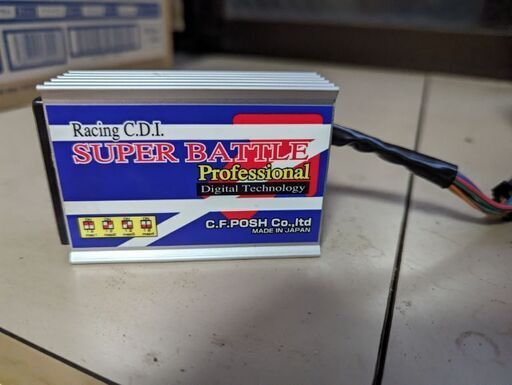 Racing C.D.I.
SUPER BATTLE
Professional
Digital Technology
C.F.POSH Co.,ltd
MADE IN JAPAN